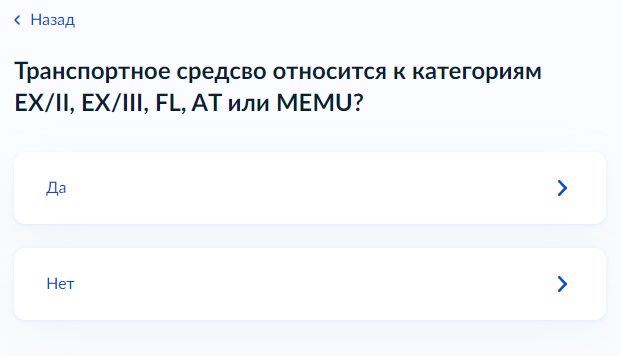 Назад
Транспортное средсво относится к категориям
EX/II, EX/III, FL, AT или MEMU?
Да
Нет